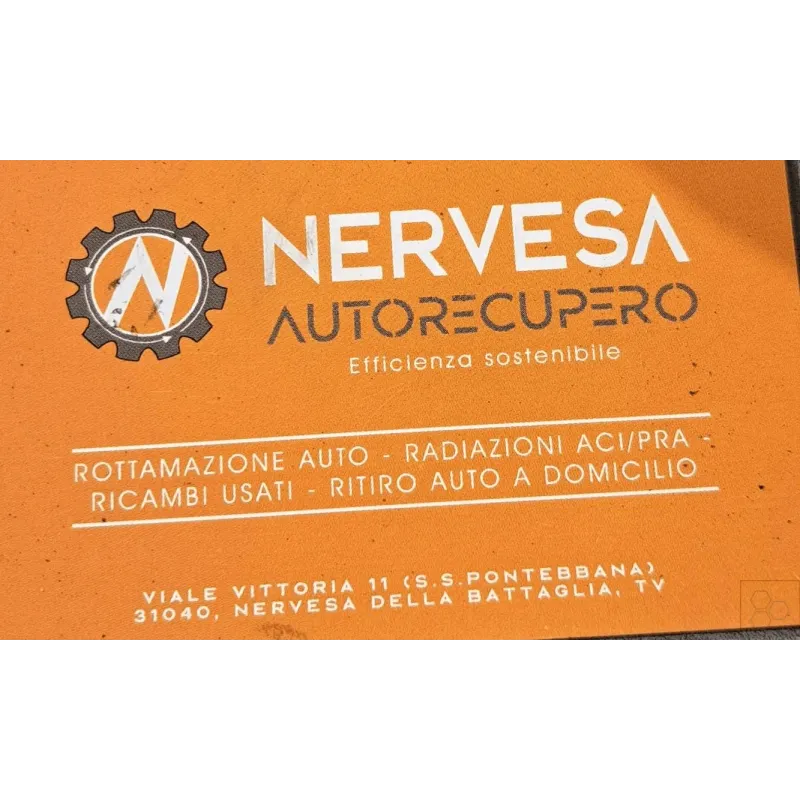 N
NERVESA
AUTORECUPERO
Efficienza sostenibile
ROTTAMAZIONE AUTO - RADIAZIONI ACI/PRA -
RICAMBI USATI - RITIRO AUTO A DOMICILIO
VIALE VITTORIA 11 (S.S.PONTEBBANA)
31040, NERVESA DELLA BATTAGLIA, TV